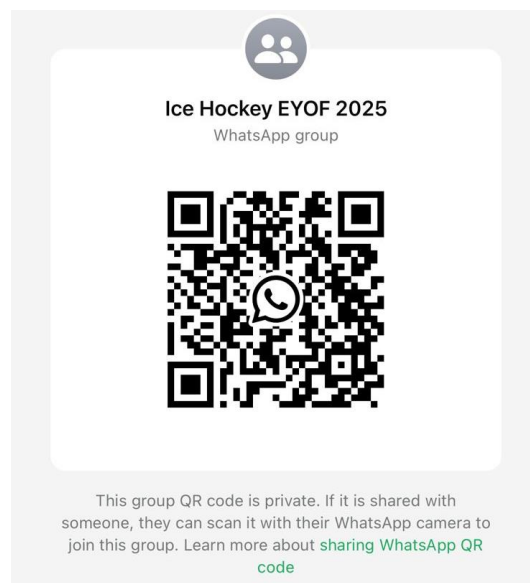 Ice Hockey EYOF 2025
WhatsApp group
This group QR code is private. If it is shared with
someone, they can scan it with their WhatsApp camera to
join this group. Learn more about sharing WhatsApp QR
code